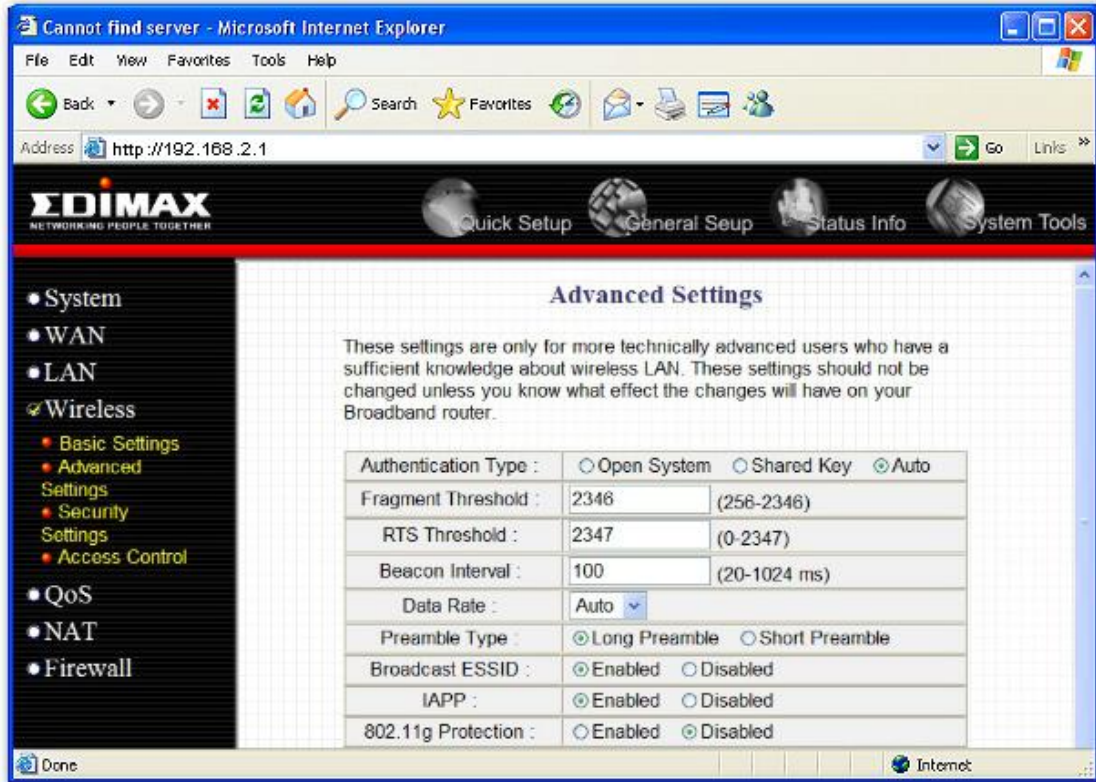 Cannot find server - Microsoft Internet Explorer
File Edit View Favorites Tools Help
Back Search Favorites
Address http://192.168.2.1 Go Links »
EDIMAX
NETWORKING PEOPLE TOGETHER
Quick Setup General Seup Status Info System Tools
System
WAN
LAN
Wireless
Basic Settings
Advanced
Settings
Security
Settings
Access Control
QoS
NAT
Firewall
Advanced Settings
These settings are only for more technically advanced users who have a
sufficient knowledge about wireless LAN. These settings should not be
changed unless you know what effect the changes will have on your
Broadband router.
Authentication Type : Open System Shared Key Auto
Fragment Threshold : 2346 (256-2346)
RTS Threshold : 2347 (0-2347)
Beacon Interval : 100 (20-1024 ms)
Data Rate : Auto
Preamble Type : Long Preamble Short Preamble
Broadcast ESSID : Enabled Disabled
IAPP : Enabled Disabled
802.11g Protection : Enabled Disabled
Done Internet